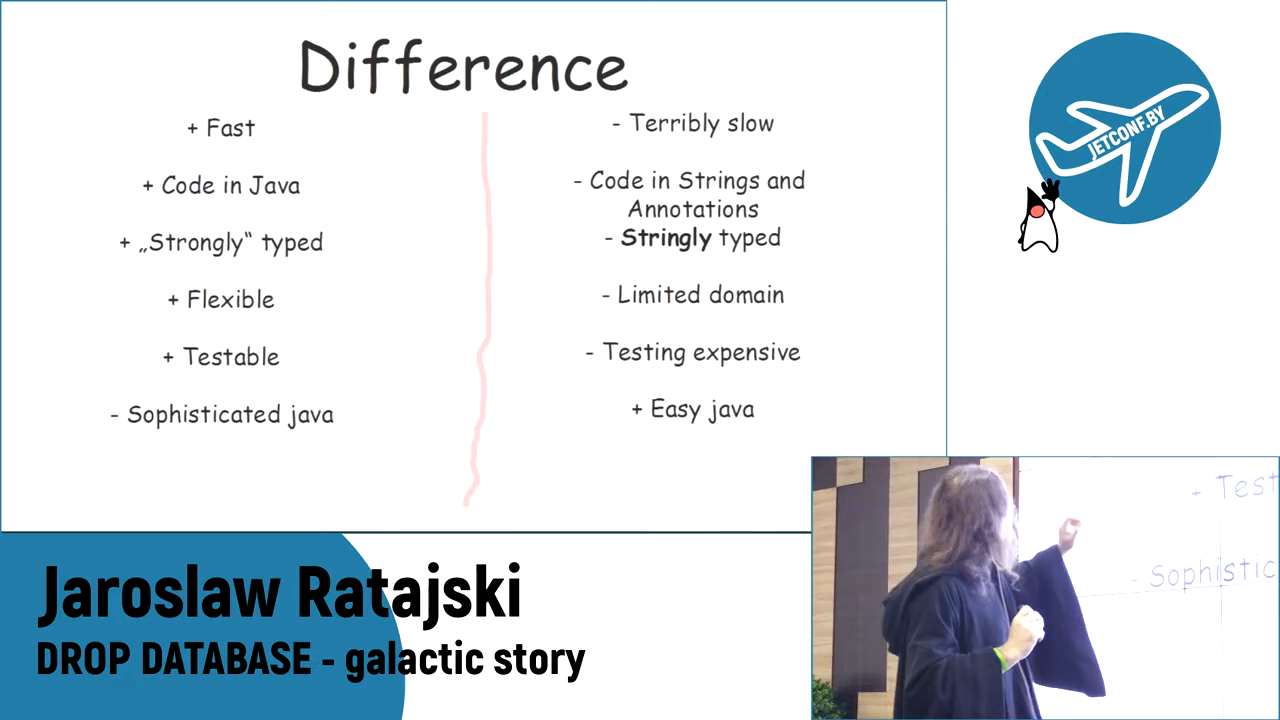 Difference
+ Fast
+ Code in Java
+ „Strongly“ typed
+ Flexible
+ Testable
- Sophisticated java
- Terribly slow
- Code in Strings and
Annotations
- Stringly typed
- Limited domain
- Testing expensive
+ Easy java
JETCONF.BY
+ Test
- Sophistic
Jaroslaw Ratajski
DROP DATABASE - galactic story